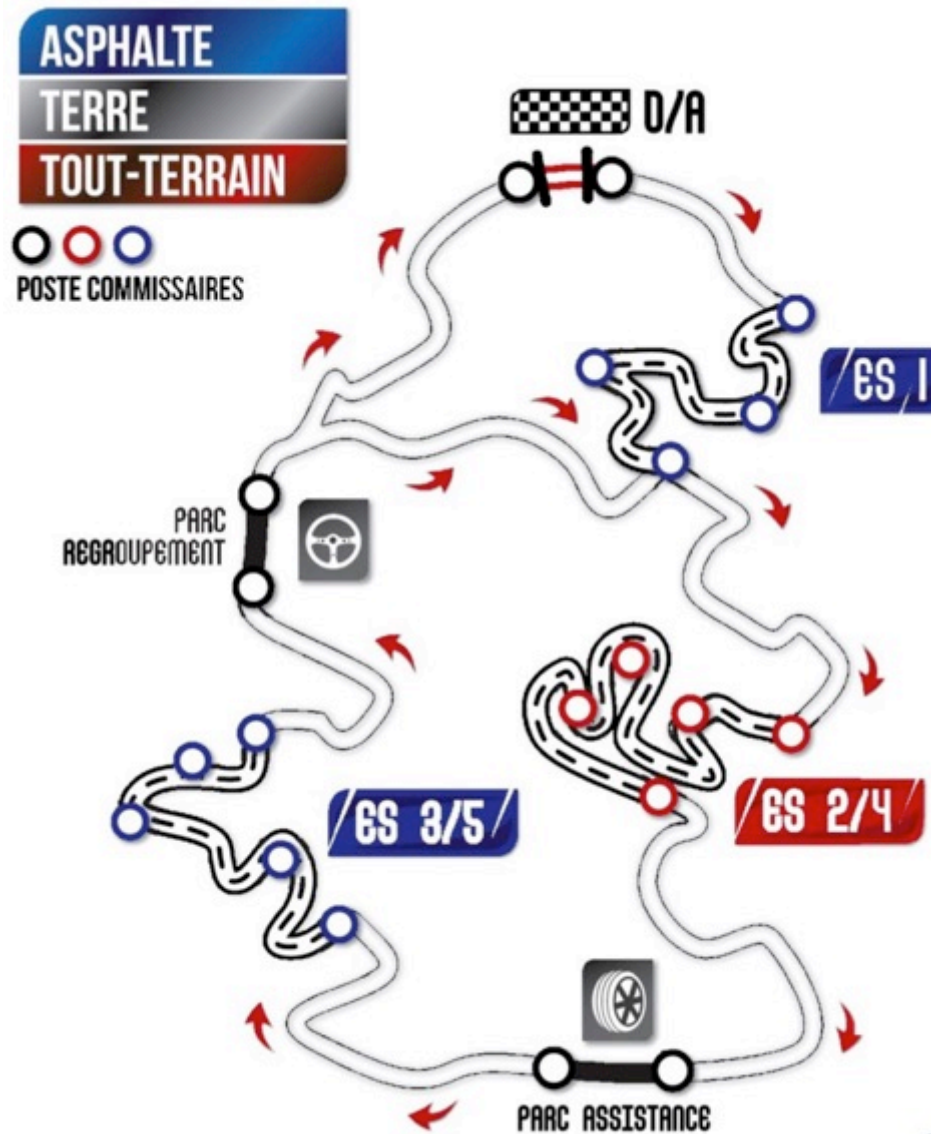 ASPHALTE
TERRE
TOUT-TERRAIN
POSTE COMMISSAIRES
D/A
ES 1
PARC
REGROUPEMENT
ES 3/5
ES 2/4
PARC ASSISTANCE